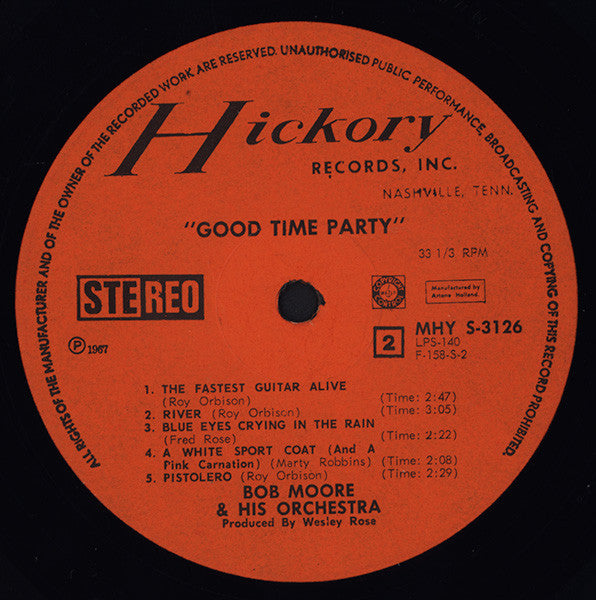 ALL RIGHTS OF THE MANUFACTURER AND OF THE OWNER OF THE RECORDED WORK ARE RESERVED. UNAUTHORISED PUBLIC PERFORMANCE, BROADCASTING AND COPYING OF THIS RECORD PROHIBITED.
Hickory
RECORDS, INC.
NASHVILLE, TENN.
"GOOD TIME PARTY"
33 1/3 RPM
STEREO
Manufactured by
Artone Holland.
℗ 1967
2
MHY S-3126
LPS-140
F-158-S-2
1. THE FASTEST GUITAR ALIVE
(Roy Orbison) (Time: 2:47)
2. RIVER (Roy Orbison) (Time: 3:05)
3. BLUE EYES CRYING IN THE RAIN
(Fred Rose) (Time: 2:22)
4. A WHITE SPORT COAT (And A
Pink Carnation) (Marty Robbins) (Time: 2:08)
5. PISTOLERO (Roy Orbison) (Time: 2:29)
BOB MOORE
& HIS ORCHESTRA
Produced By Wesley Rose